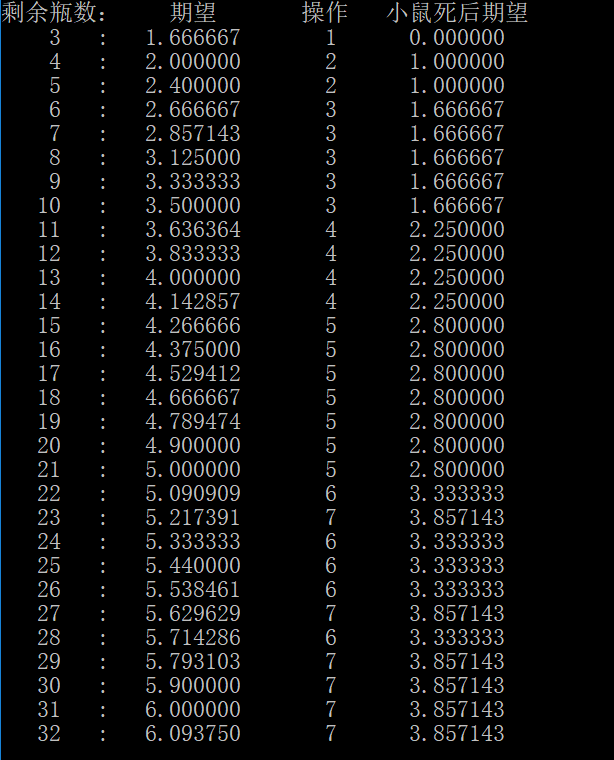 剩余瓶数： 期望 操作 小鼠死后期望
3 : 1.666667 1 0.000000
4 : 2.000000 2 1.000000
5 : 2.400000 2 1.000000
6 : 2.666667 3 1.666667
7 : 2.857143 3 1.666667
8 : 3.125000 3 1.666667
9 : 3.333333 3 1.666667
10 : 3.500000 3 1.666667
11 : 3.636364 4 2.250000
12 : 3.833333 4 2.250000
13 : 4.000000 4 2.250000
14 : 4.142857 4 2.250000
15 : 4.266666 5 2.800000
16 : 4.375000 5 2.800000
17 : 4.529412 5 2.800000
18 : 4.666667 5 2.800000
19 : 4.789474 5 2.800000
20 : 4.900000 5 2.800000
21 : 5.000000 5 2.800000
22 : 5.090909 6 3.333333
23 : 5.217391 7 3.857143
24 : 5.333333 6 3.333333
25 : 5.440000 6 3.333333
26 : 5.538461 6 3.333333
27 : 5.629629 7 3.857143
28 : 5.714286 6 3.333333
29 : 5.793103 7 3.857143
30 : 5.900000 7 3.857143
31 : 6.000000 7 3.857143
32 : 6.093750 7 3.857143